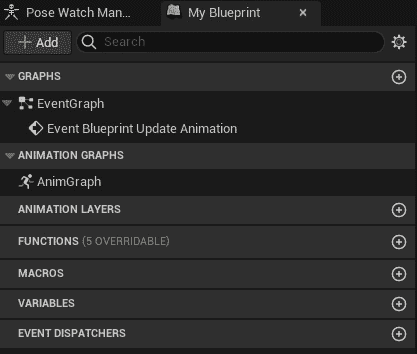 Pose Watch Man...
My Blueprint
Add
Search
GRAPHS
EventGraph
Event Blueprint Update Animation
ANIMATION GRAPHS
AnimGraph
ANIMATION LAYERS
FUNCTIONS (5 OVERRIDABLE)
MACROS
VARIABLES
EVENT DISPATCHERS